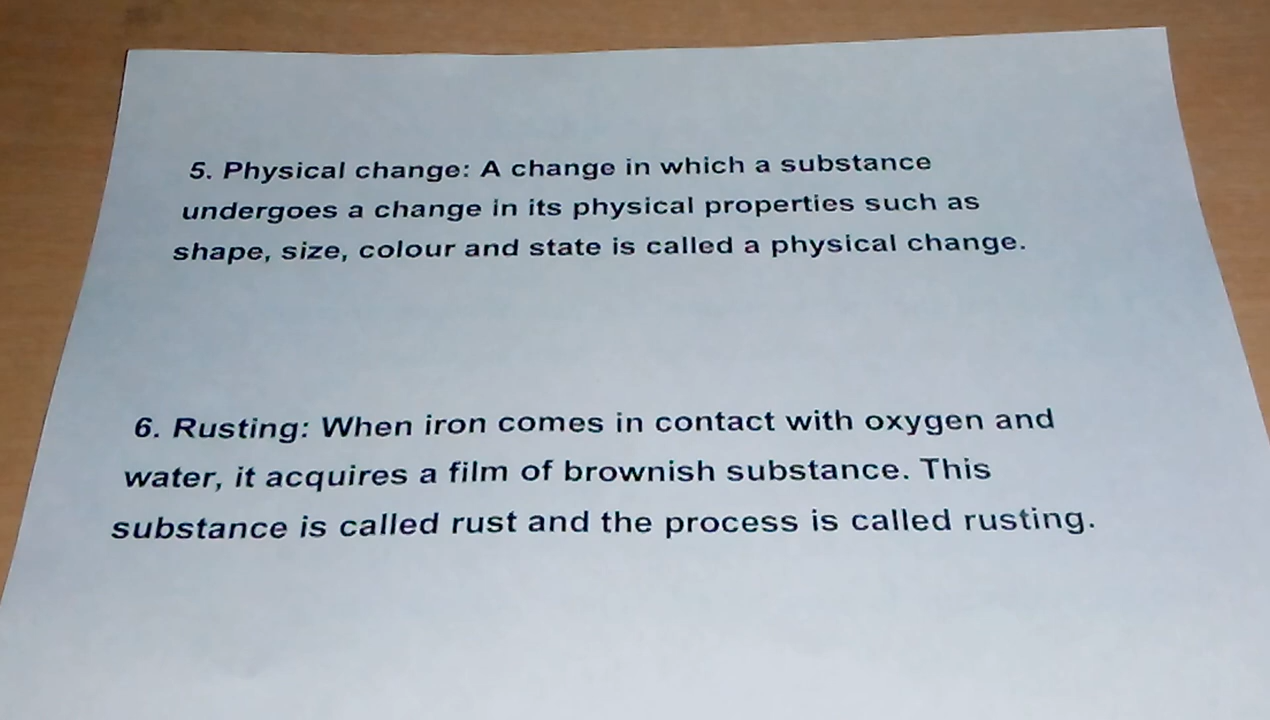 5. Physical change: A change in which a substance
undergoes a change in its physical properties such as
shape, size, colour and state is called a physical change.
6. Rusting: When iron comes in contact with oxygen and
water, it acquires a film of brownish substance. This
substance is called rust and the process is called rusting.